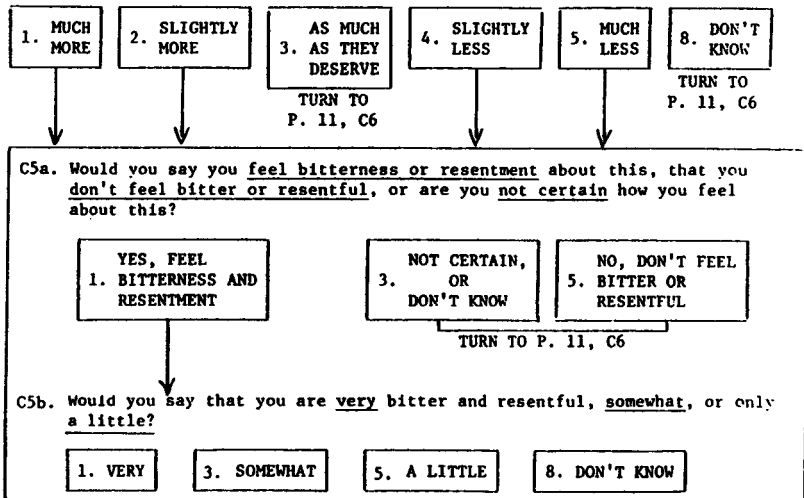 1. MUCH MORE
2. SLIGHTLY MORE
3. AS MUCH AS THEY DESERVE
4. SLIGHTLY LESS
5. MUCH LESS
8. DON'T KNOW
TURN TO P. 11, C6
TURN TO P. 11, C6
C5a. Would you say you feel bitterness or resentment about this, that you
don't feel bitter or resentful, or are you not certain how you feel
about this?
1. YES, FEEL BITTERNESS AND RESENTMENT
3. NOT CERTAIN, OR DON'T KNOW
5. NO, DON'T FEEL BITTER OR RESENTFUL
TURN TO P. 11, C6
C5b. Would you say that you are very bitter and resentful, somewhat, or only
a little?
1. VERY
3. SOMEWHAT
5. A LITTLE
8. DON'T KNOW